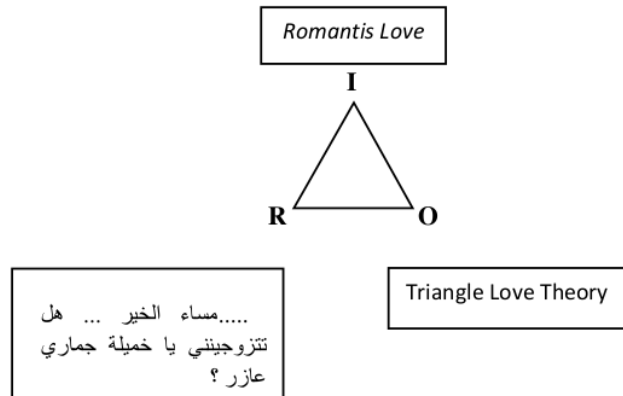 Romantis Love
I
R
O
Triangle Love Theory
.....مساء الخير ... هل
تتزوجينني يا خميلة جماري
عازر ؟